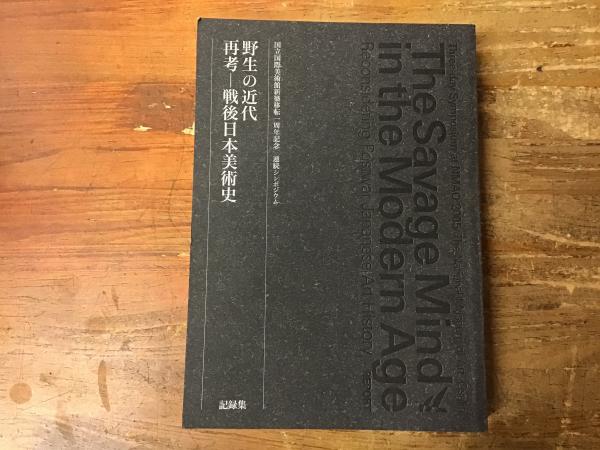 国立国際美術館新築移転一周年記念 連続シンポジウム
野生の近代
再考―戦後日本美術史
記録集
The Savage Mind
in the Modern Age